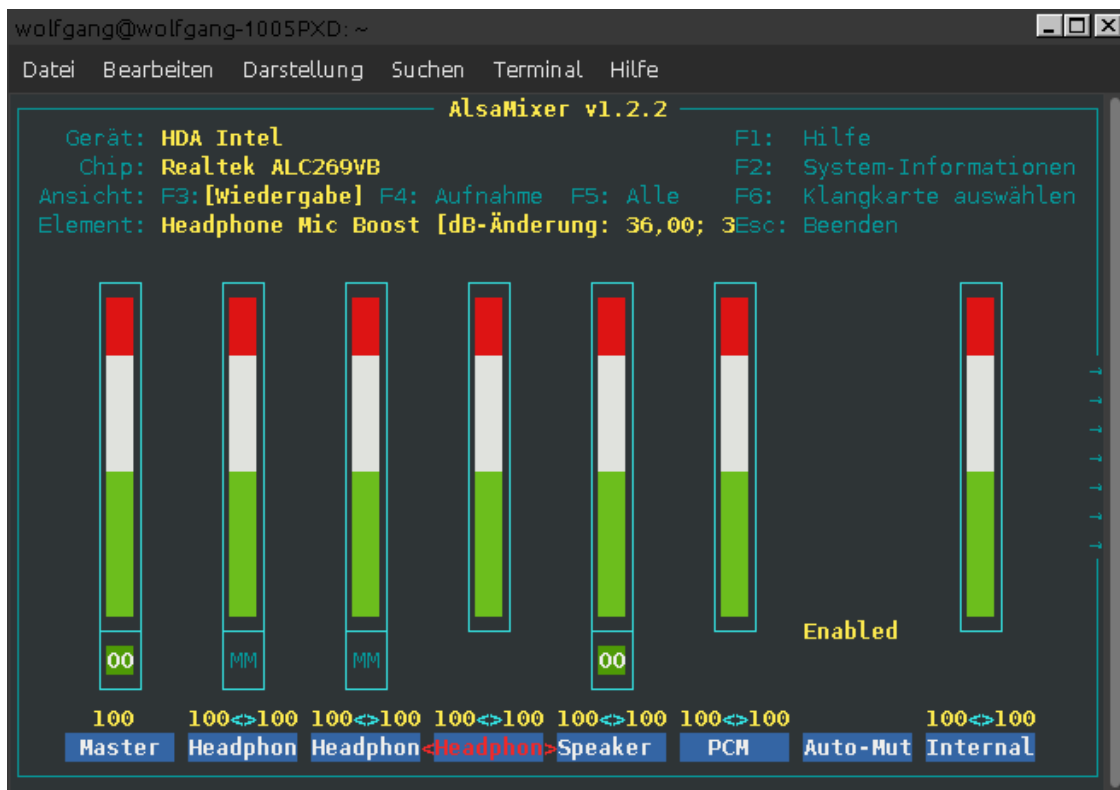 wolfgang@wolfgang-1005PXD: ~
Datei Bearbeiten Darstellung Suchen Terminal Hilfe
AlsaMixer v1.2.2
Gerät: HDA Intel F1: Hilfe
Chip: Realtek ALC269VB F2: System-Informationen
Ansicht: F3:[Wiedergabe] F4: Aufnahme F5: Alle F6: Klangkarte auswählen
Element: Headphone Mic Boost [dB-Änderung: 36,00; 3Esc: Beenden
Enabled
OO MM MM OO
100 100<>100 100<>100 100<>100 100<>100 100<>100 100<>100
Master Headphon Headphon<Headphon>Speaker PCM Auto-Mut Internal